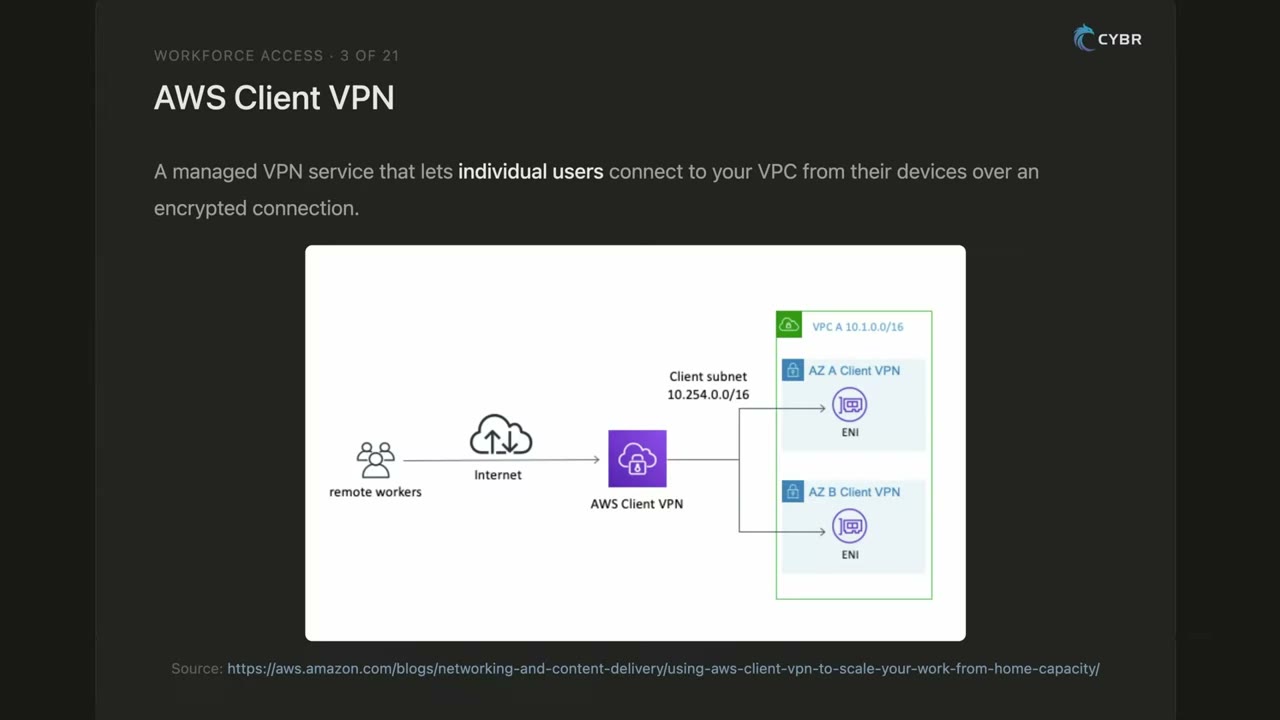 CYBR
WORKFORCE ACCESS · 3 OF 21
AWS Client VPN
A managed VPN service that lets individual users connect to your VPC from their devices over an
encrypted connection.
VPC A 10.1.0.0/16
Client subnet
10.254.0.0/16
AZ A Client VPN
ENI
remote workers
Internet
AWS Client VPN
AZ B Client VPN
ENI
Source: https://aws.amazon.com/blogs/networking-and-content-delivery/using-aws-client-vpn-to-scale-your-work-from-home-capacity/